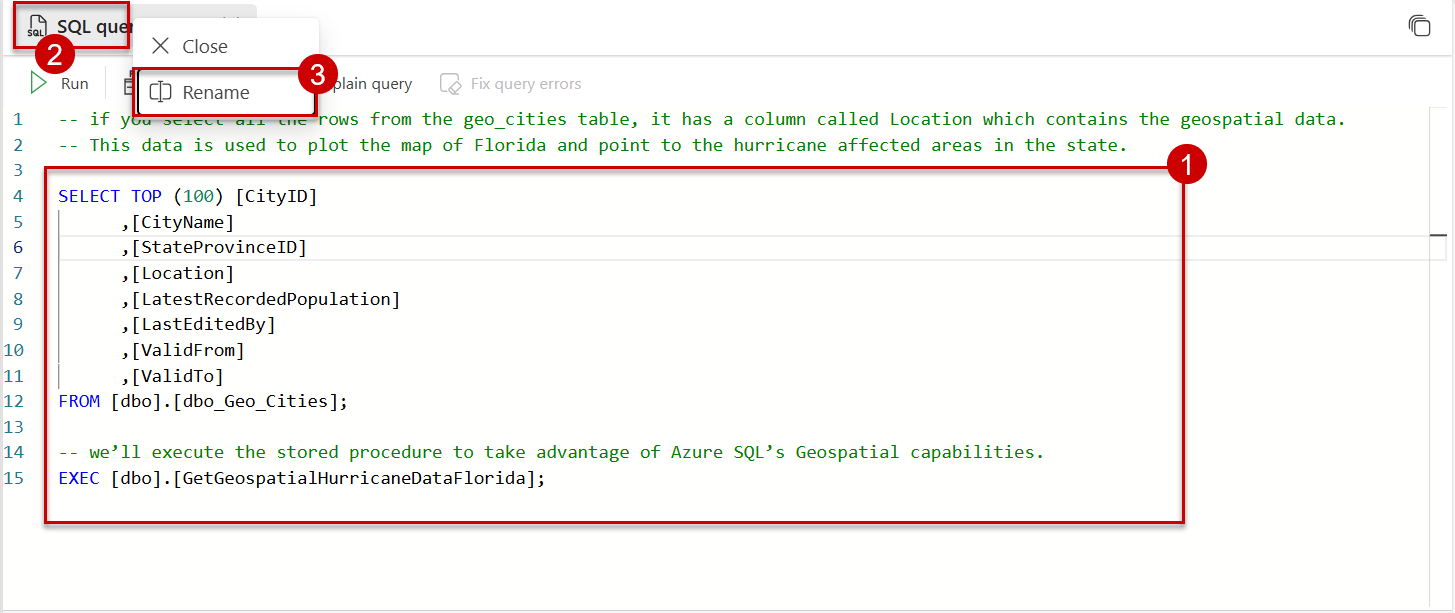 SQL SQL quer
Close
2
3
Run
Rename
plain query
Fix query errors
1 -- if you select all the rows from the geo_cities table, it has a column called Location which contains the geospatial data.
2 -- This data is used to plot the map of Florida and point to the hurricane affected areas in the state.
3
1
4 SELECT TOP (100) [CityID]
5 ,[CityName]
6 ,[StateProvinceID]
7 ,[Location]
8 ,[LatestRecordedPopulation]
9 ,[LastEditedBy]
10 ,[ValidFrom]
11 ,[ValidTo]
12 FROM [dbo].[dbo_Geo_Cities];
13
14 -- we’ll execute the stored procedure to take advantage of Azure SQL’s Geospatial capabilities.
15 EXEC [dbo].[GetGeospatialHurricaneDataFlorida];